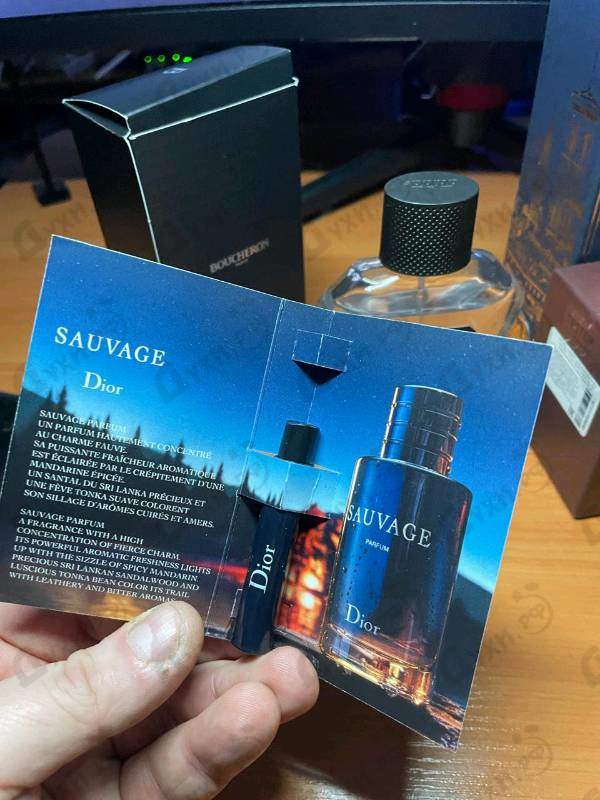 BOUCHERON
PARIS
SAUVAGE
Dior
SAUVAGE PARFUM
UN PARFUM HAUTEMENT CONCENTRÉ
AU CHARME FAUVE.
SA PUISSANTE FRAÎCHEUR AROMATIQUE
EST ÉCLAIRÉE PAR LE CRÉPITEMENT D'UNE
MANDARINE ÉPICÉE.
UN SANTAL DU SRI LANKA PRÉCIEUX ET
UNE FÈVE TONKA SUAVE COLORENT
SON SILLAGE D'ARÔMES CUIRÉS ET AMERS.
SAUVAGE PARFUM
A FRAGRANCE WITH A HIGH
CONCENTRATION OF FIERCE CHARM.
ITS POWERFUL AROMATIC FRESHNESS LIGHTS
UP WITH THE SIZZLE OF SPICY MANDARIN.
PRECIOUS SRI LANKAN SANDALWOOD AND
LUSCIOUS TONKA BEAN COLOR ITS TRAIL
WITH LEATHERY AND BITTER AROMAS.
Dior
SAUVAGE
PARFUM
Dior
ДУХИ.РФ